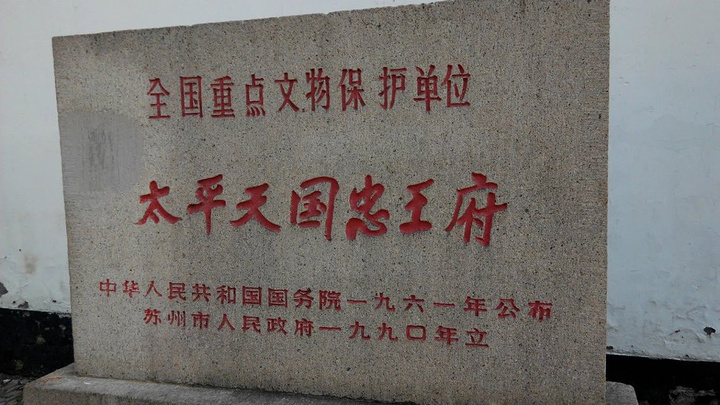 全国重点文物保护单位
太平天国忠王府
中华人民共和国国务院一九六一年公布
苏州市人民政府一九九〇年立